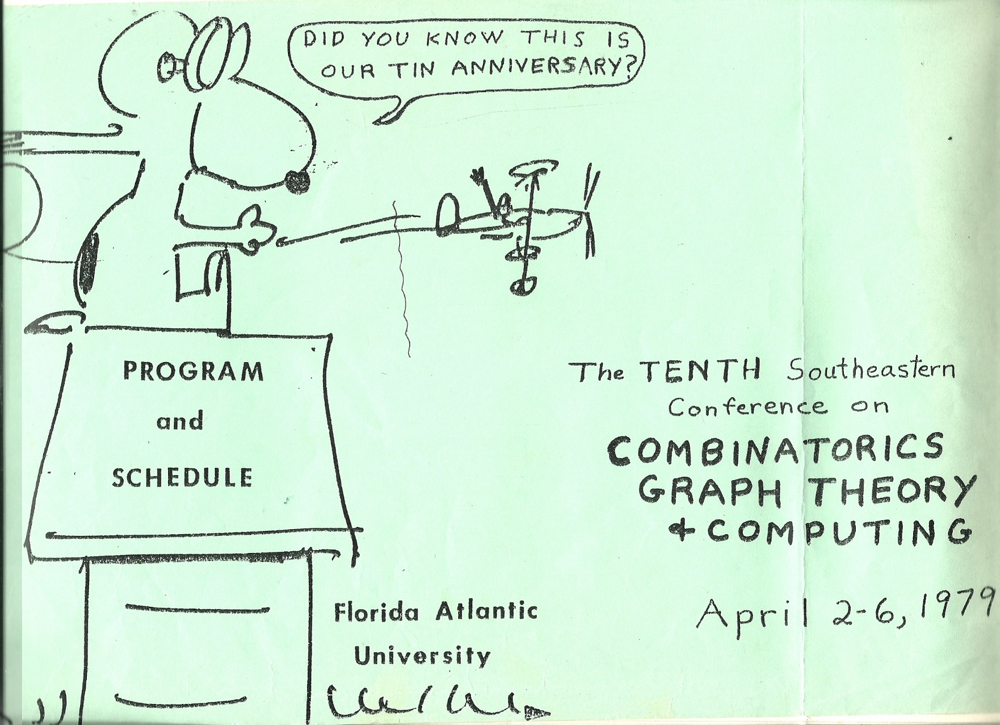 DID YOU KNOW THIS IS
OUR TIN ANNIVERSARY?
PROGRAM
and
SCHEDULE
The TENTH Southeastern
Conference on
COMBINATORICS
GRAPH THEORY
& COMPUTING
April 2-6, 1979
Florida Atlantic
University